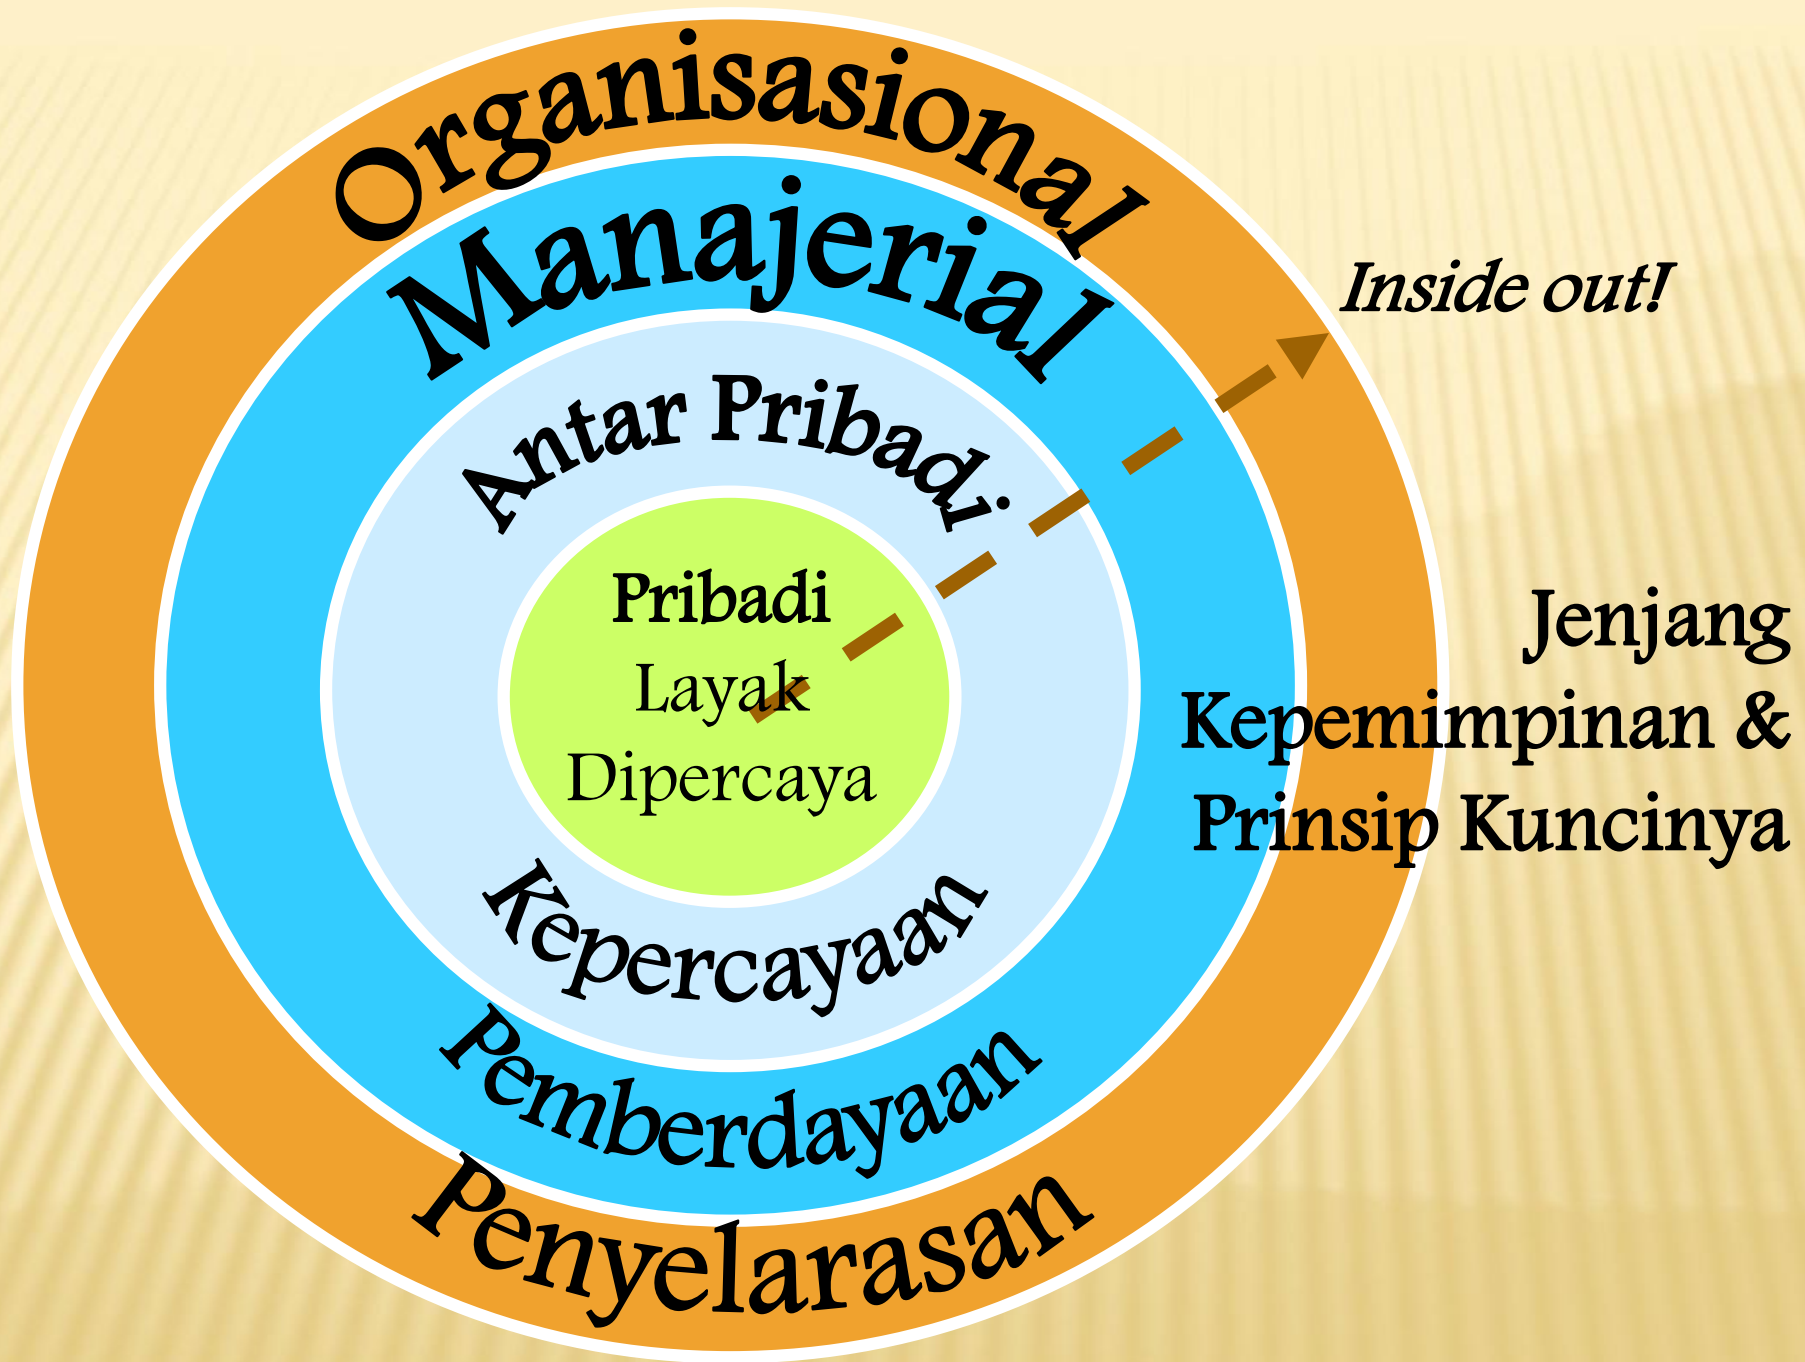 Organisasional
Manajerial
Antar Pribadi
Pribadi
Layak
Dipercaya
Kepercayaan
Pemberdayaan
Penyelarasan
Inside out!
Jenjang
Kepemimpinan &
Prinsip Kuncinya